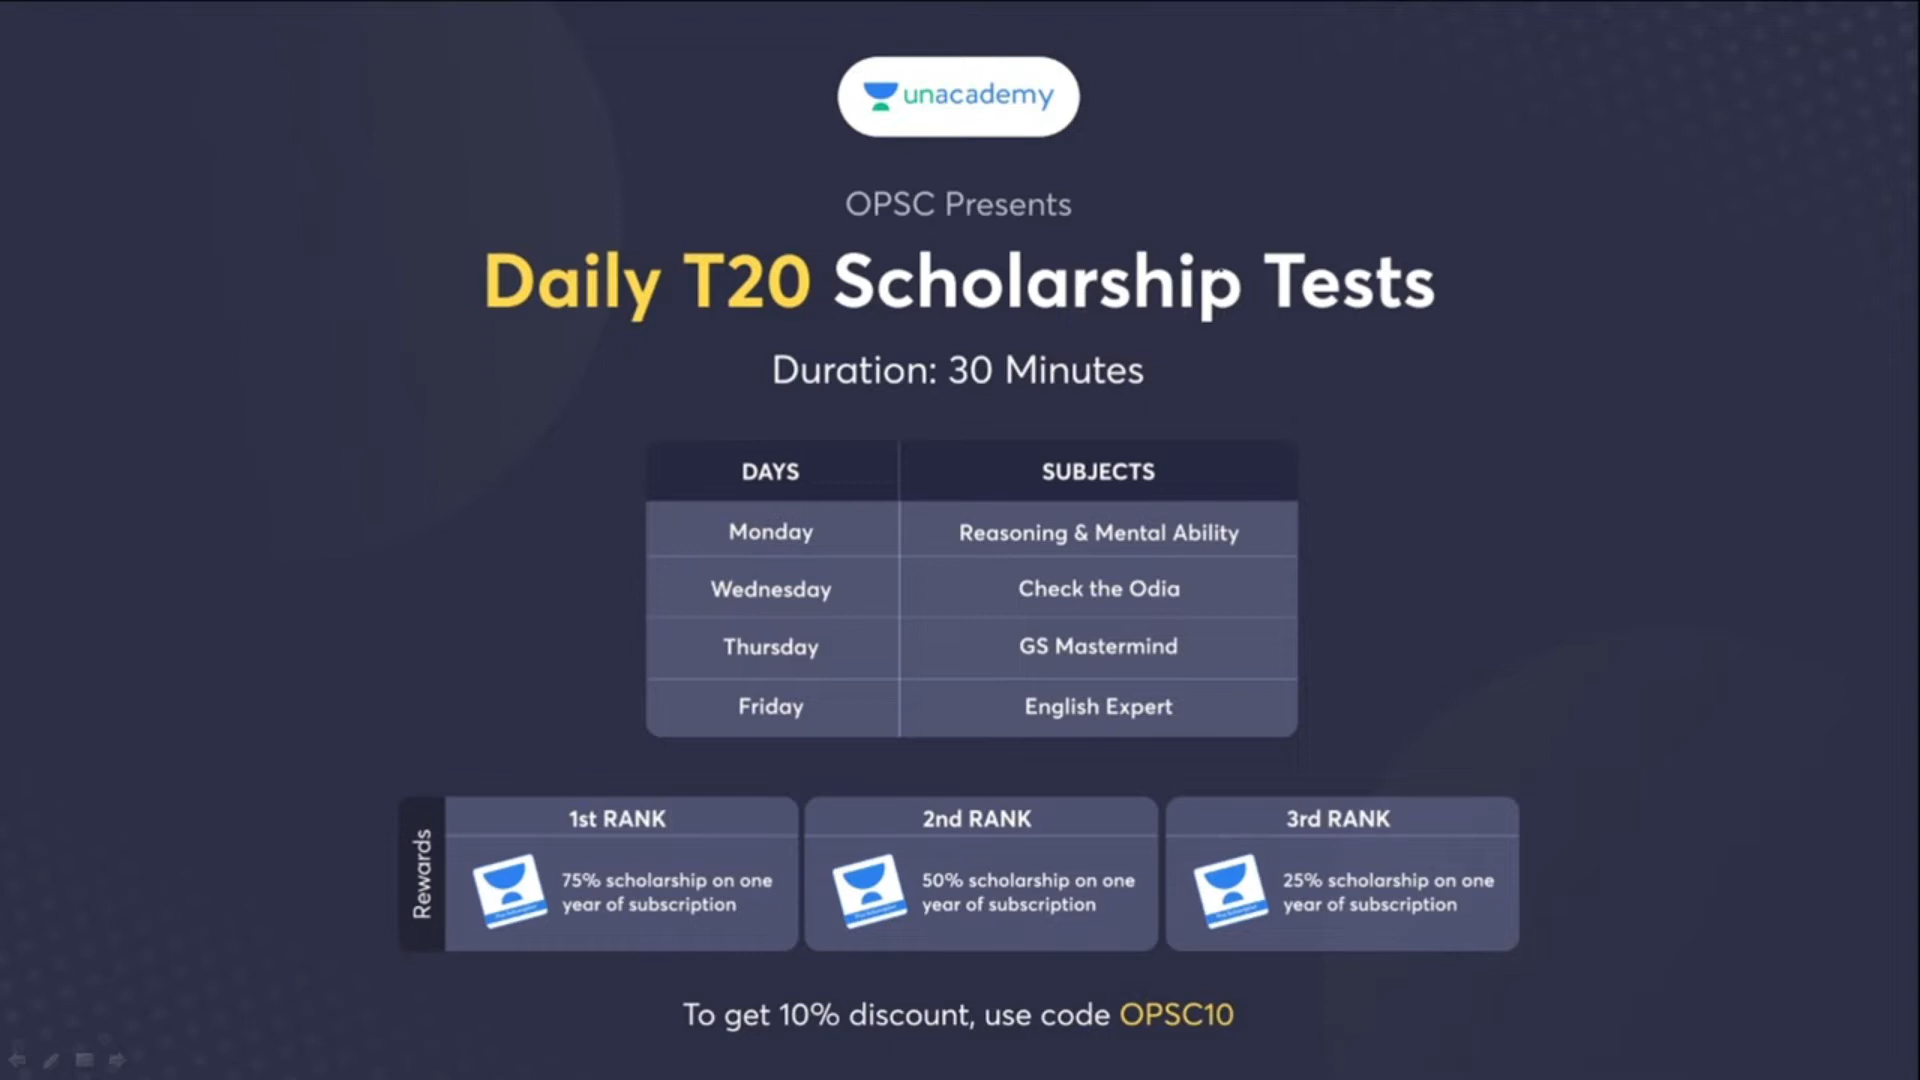 unacademy
OPSC Presents
Daily T20 Scholarship Tests
Duration: 30 Minutes
DAYS SUBJECTS
Monday Reasoning & Mental Ability
Wednesday Check the Odia
Thursday GS Mastermind
Friday English Expert
Rewards
1st RANK
75% scholarship on one
year of subscription
2nd RANK
50% scholarship on one
year of subscription
3rd RANK
25% scholarship on one
year of subscription
To get 10% discount, use code OPSC10